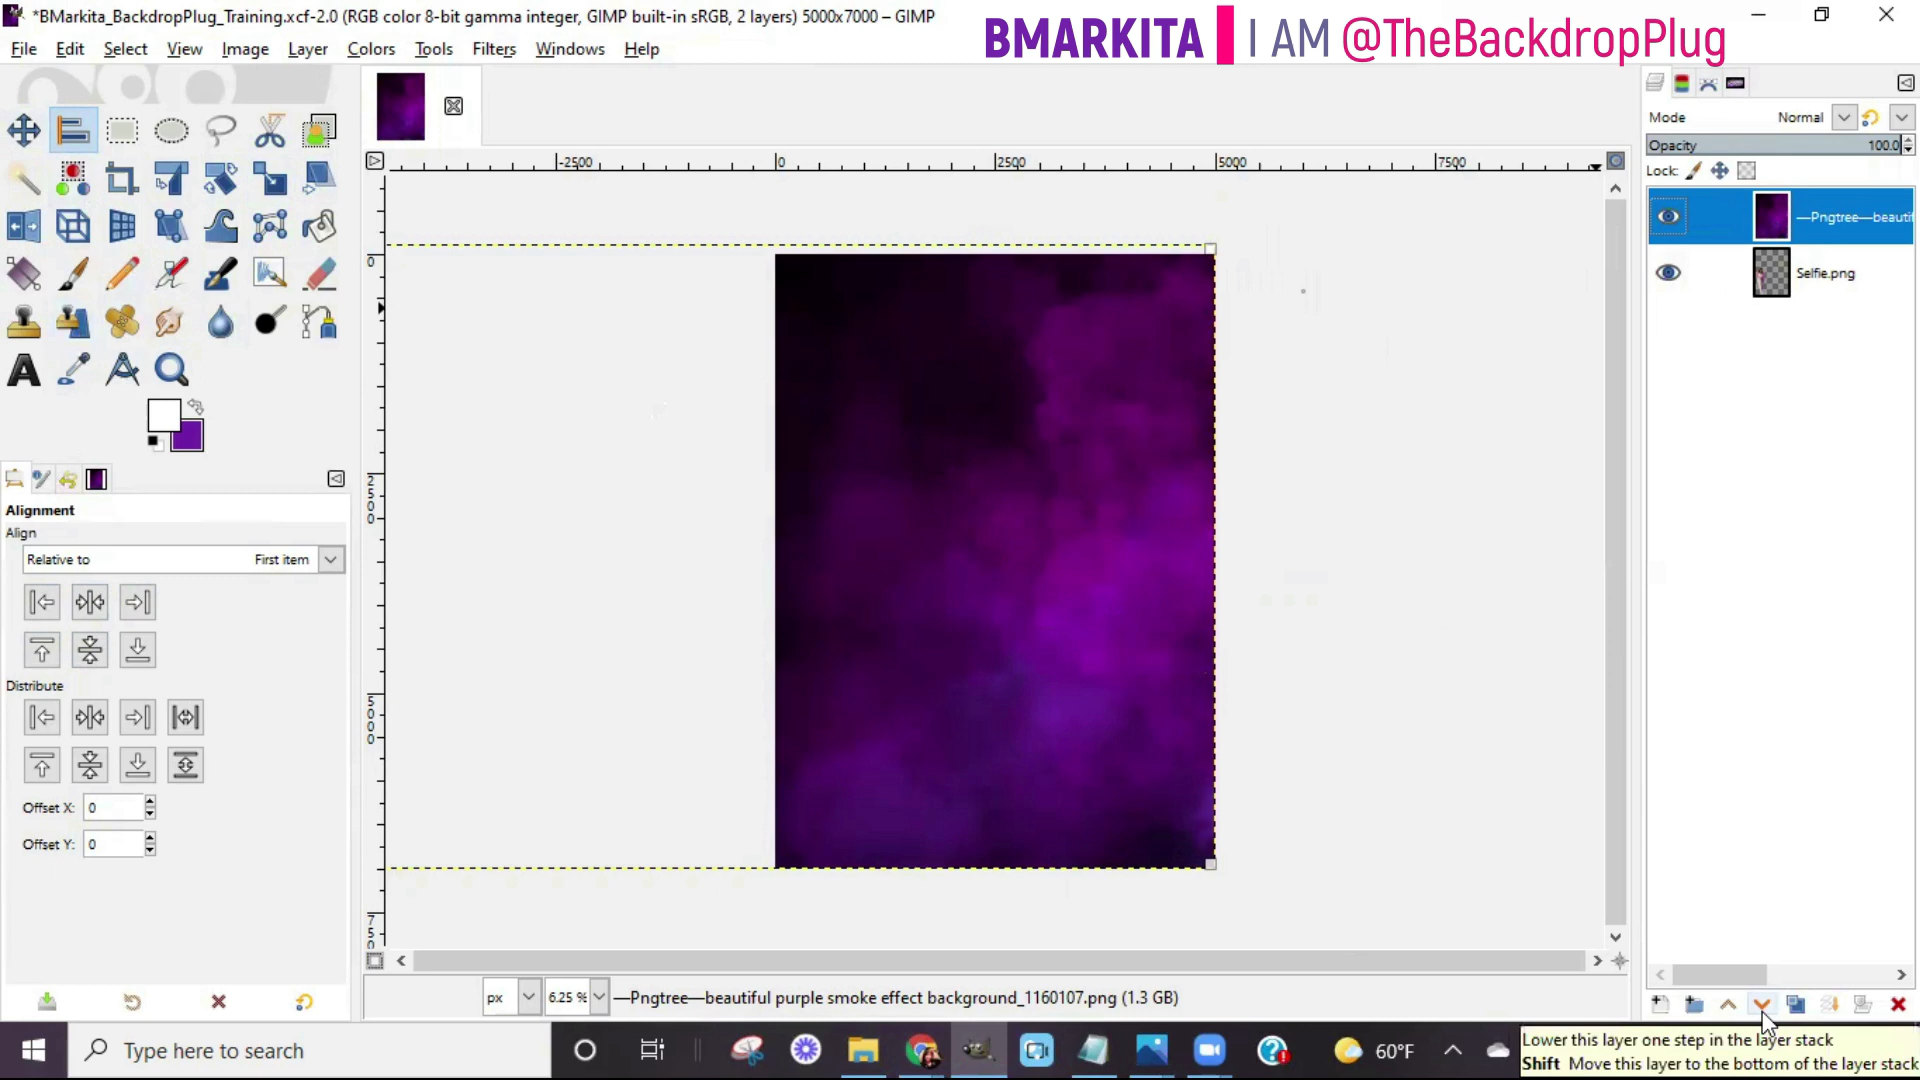 *BMarkita_BackdropPlug_Training.xcf-2.0 (RGB color 8-bit gamma integer, GIMP built-in sRGB, 2 layers) 5000x7000 – GIMP
BMARKITA I AM @TheBackdropPlug
File Edit Select View Image Layer Colors Tools Filters Windows Help
Mode Normal
Opacity 100.0
Lock:
-2500 0 2500 5000 7500
—Pngtree—beautif
Selfie.png
0
2500
5000
750
Alignment
Align
Relative to First item
Distribute
Offset X: 0
Offset Y: 0
px 6.25 % —Pngtree—beautiful purple smoke effect background_1160107.png (1.3 GB)
Type here to search
60°F
Lower this layer one step in the layer stack
Shift Move this layer to the bottom of the layer stack